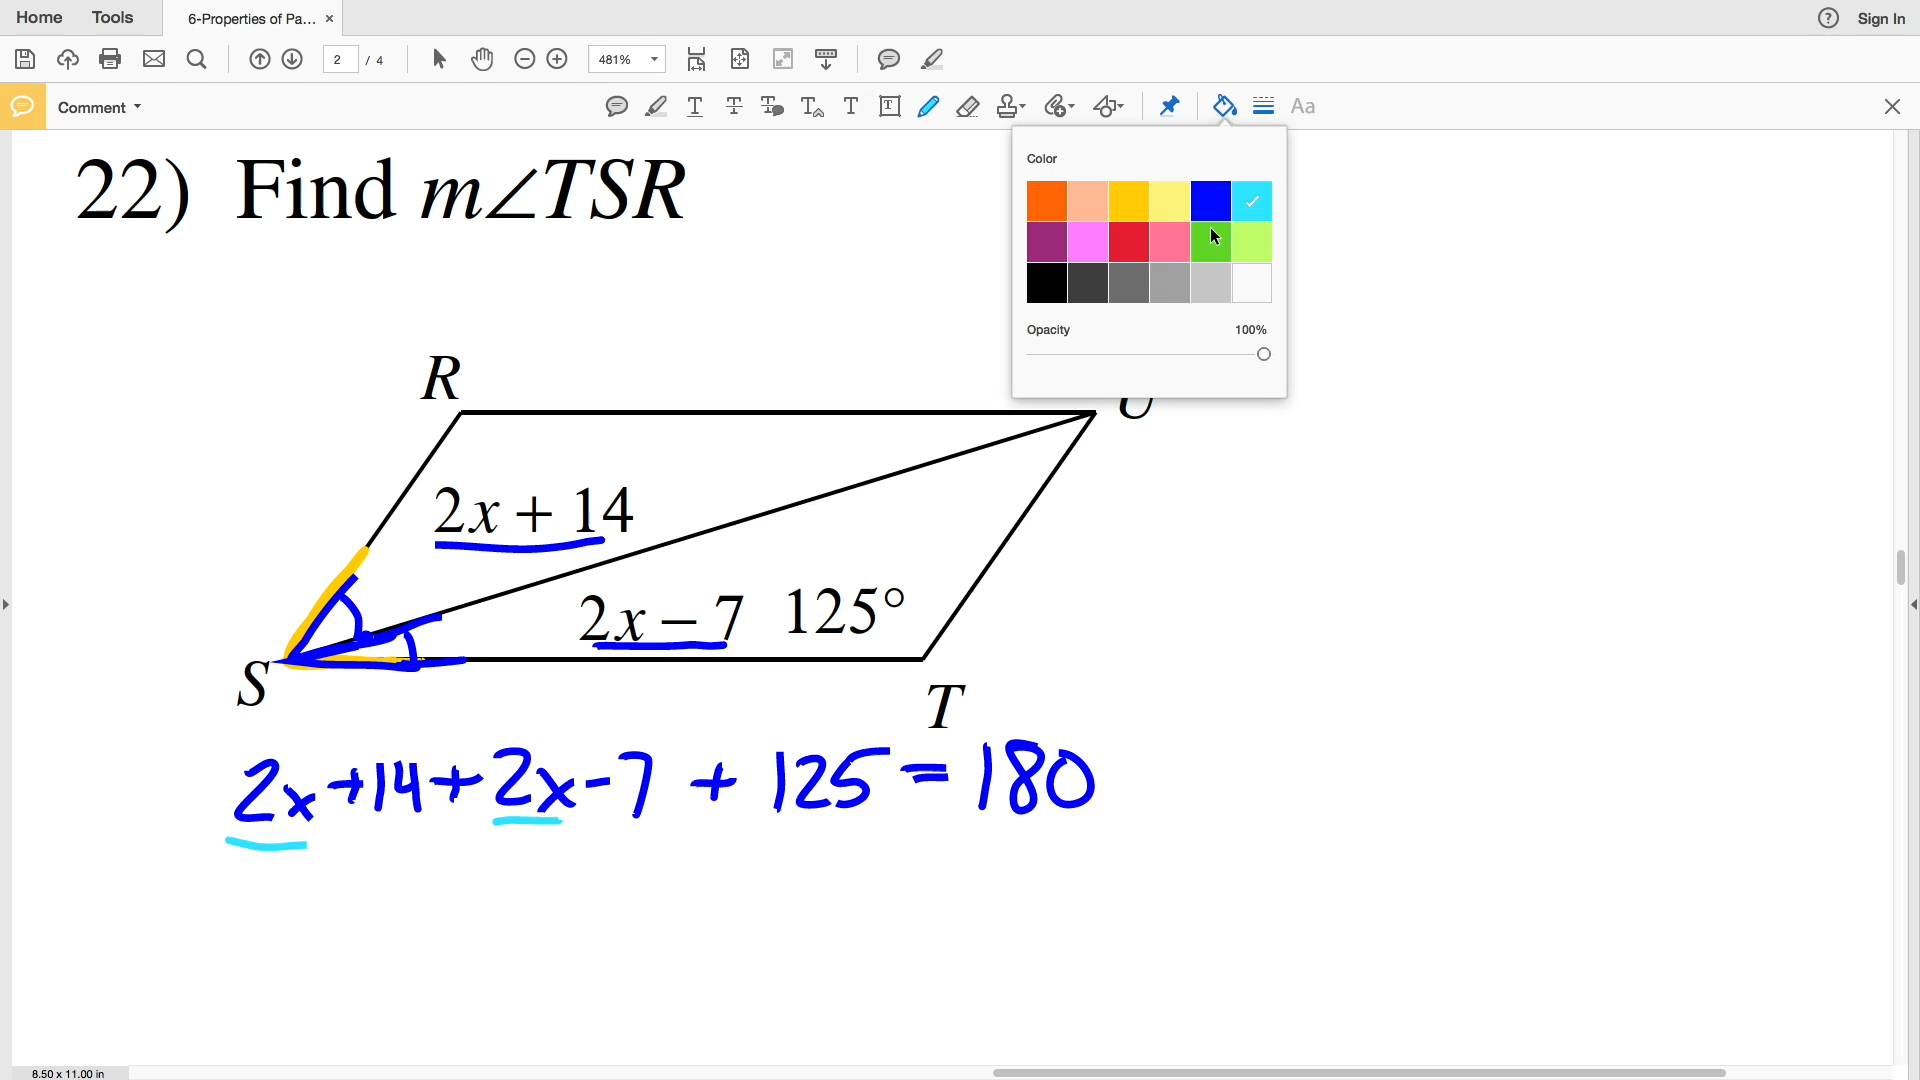 Home Tools 6-Properties of Pa... × ? Sign In
2 / 4 481%
Comment T T T T T T Aa
Color
Opacity 100%
22) Find m∠TSR
R
U
2x + 14
2x − 7 125°
S
T
2x+14+2x-7 + 125 = 180
8.50 x 11.00 in